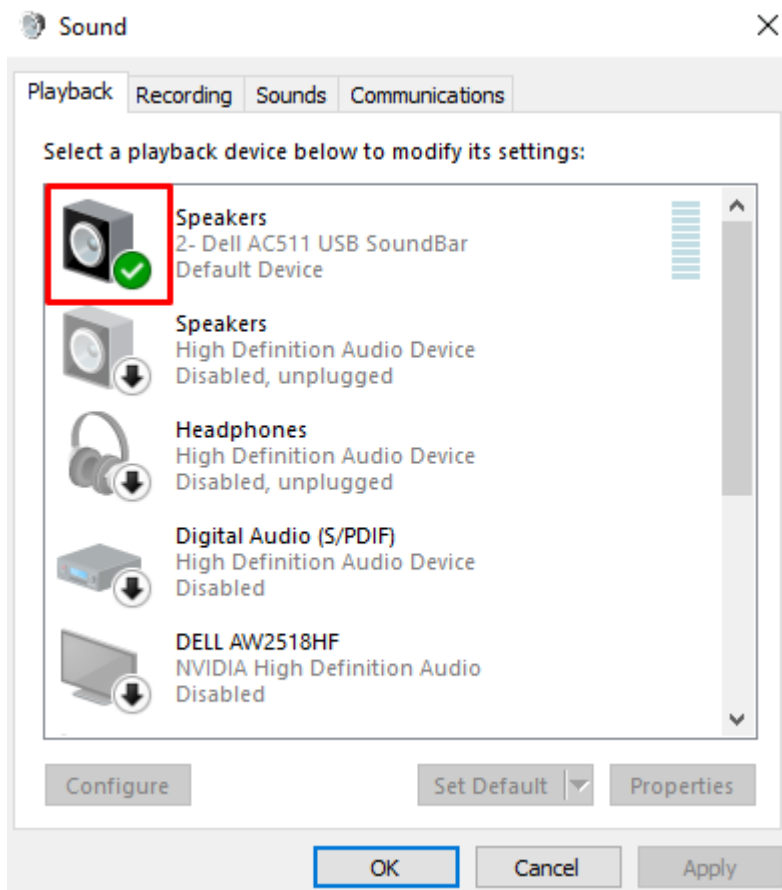 Sound
Playback Recording Sounds Communications
Select a playback device below to modify its settings:
Speakers
2- Dell AC511 USB SoundBar
Default Device
Speakers
High Definition Audio Device
Disabled, unplugged
Headphones
High Definition Audio Device
Disabled, unplugged
Digital Audio (S/PDIF)
High Definition Audio Device
Disabled
DELL AW2518HF
NVIDIA High Definition Audio
Disabled
Configure Set Default Properties
OK Cancel Apply